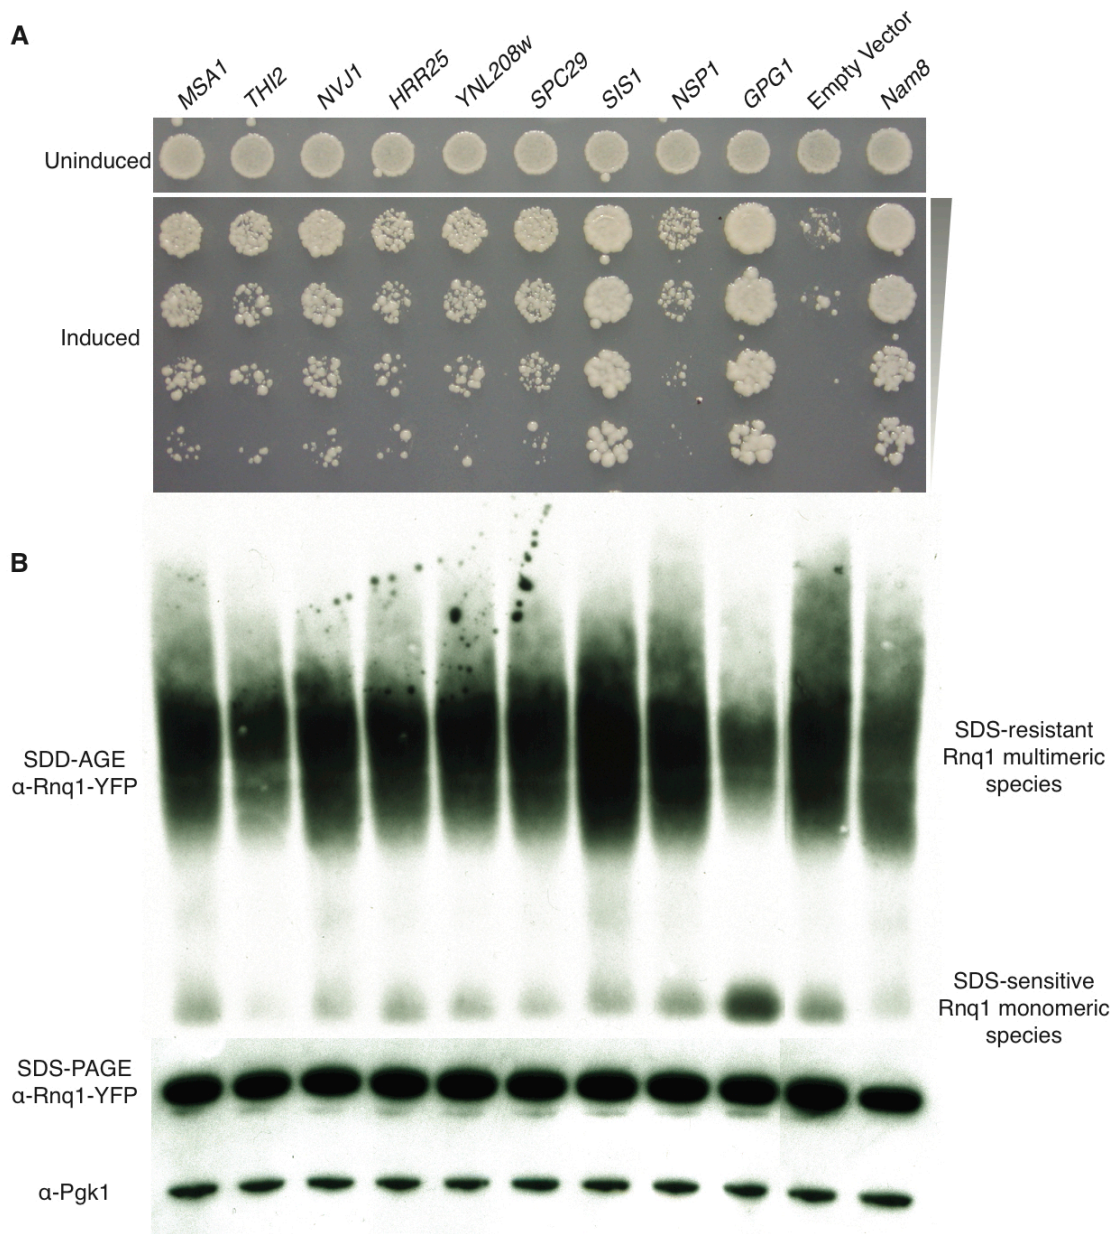 A
MSA1
THI2
NVJ1
HRR25
YNL208w
SPC29
SIS1
NSP1
GPG1
Empty Vector
Nam8
Uninduced
Induced
B
SDD-AGE
α-Rnq1-YFP
SDS-resistant
Rnq1 multimeric
species
SDS-sensitive
Rnq1 monomeric
species
SDS-PAGE
α-Rnq1-YFP
α-Pgk1